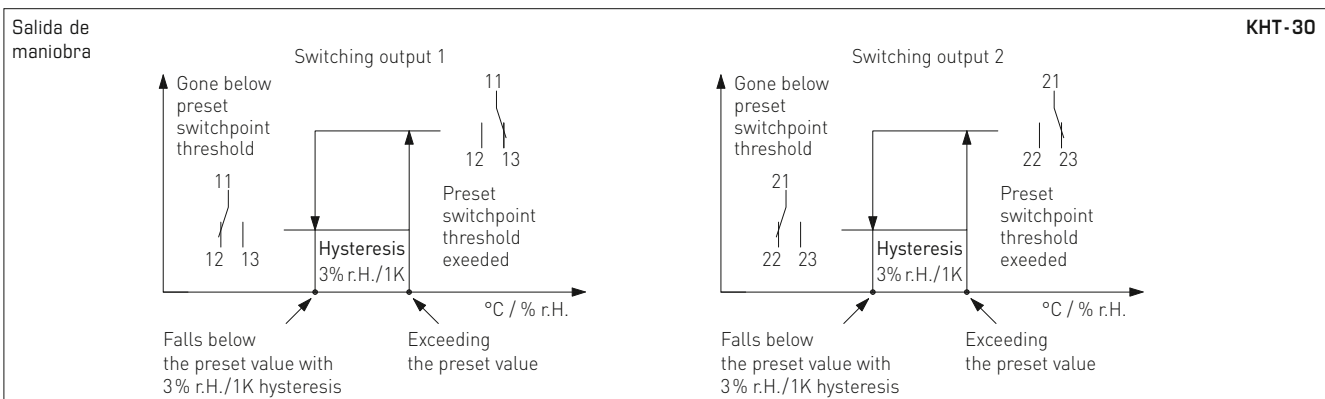 Salida de
maniobra
KHT-30
Switching output 1
Gone below
preset
switchpoint
threshold
11
12 13
11
12 13
Preset
switchpoint
threshold
exeeded
Hysteresis
3% r.H./1K
°C / % r.H.
Falls below
the preset value with
3% r.H./1K hysteresis
Exceeding
the preset value
Switching output 2
Gone below
preset
switchpoint
threshold
21
22 23
21
22 23
Preset
switchpoint
threshold
exeeded
Hysteresis
3% r.H./1K
°C / % r.H.
Falls below
the preset value with
3% r.H./1K hysteresis
Exceeding
the preset value